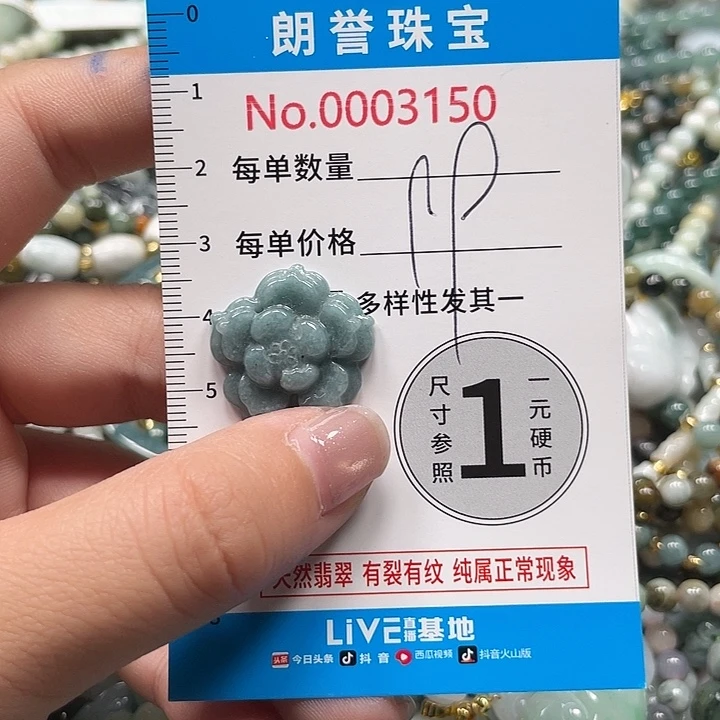 朗誉珠宝
0
1
No.0003150
2
每单数量
3
每单价格
4
多样性发其一
5
尺寸参照
1
一元硬币
天然翡翠 有裂有纹 纯属正常现象
LiVE直播基地
头条 今日头条 抖音 西瓜视频 抖音火山版